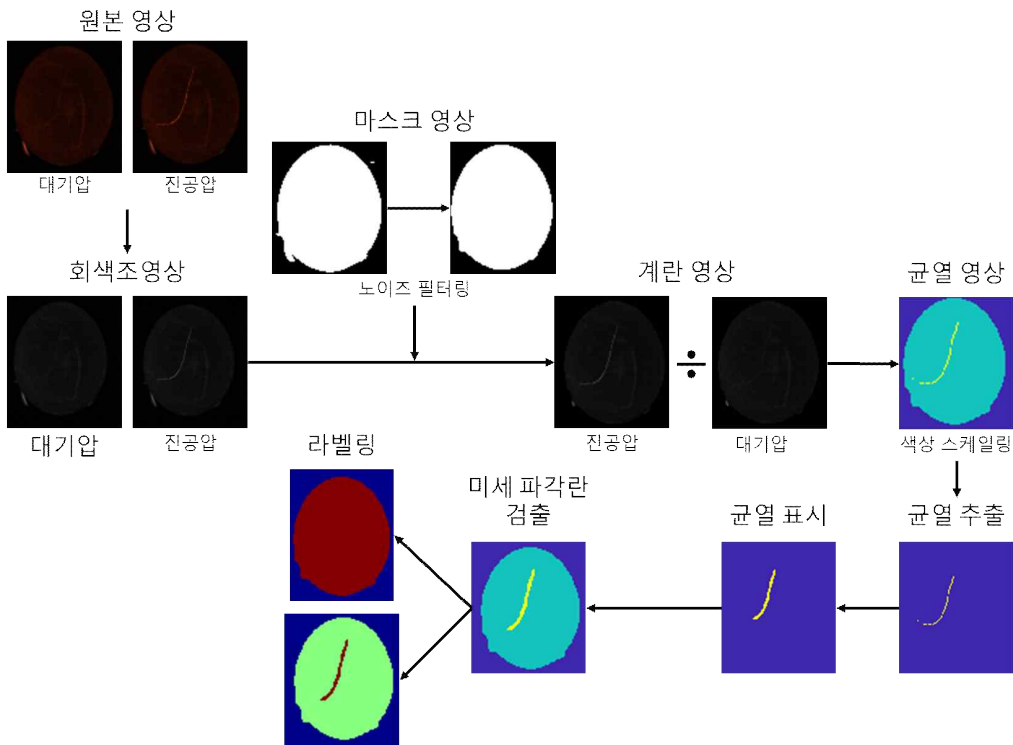 원본 영상
대기압
진공압
마스크 영상
노이즈 필터링
회색조영상
대기압
진공압
계란 영상
÷
진공압
대기압
균열 영상
색상 스케일링
균열 추출
균열 표시
미세 파각란
검출
라벨링